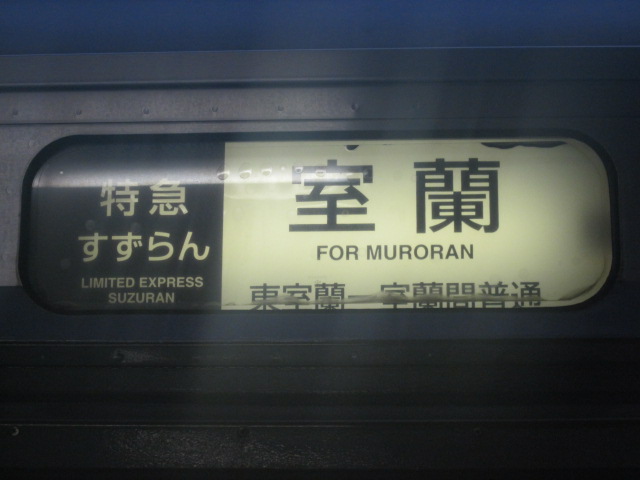 特急
すずらん
LIMITED EXPRESS
SUZURAN
室蘭
FOR MURORAN
東室蘭－室蘭間普通